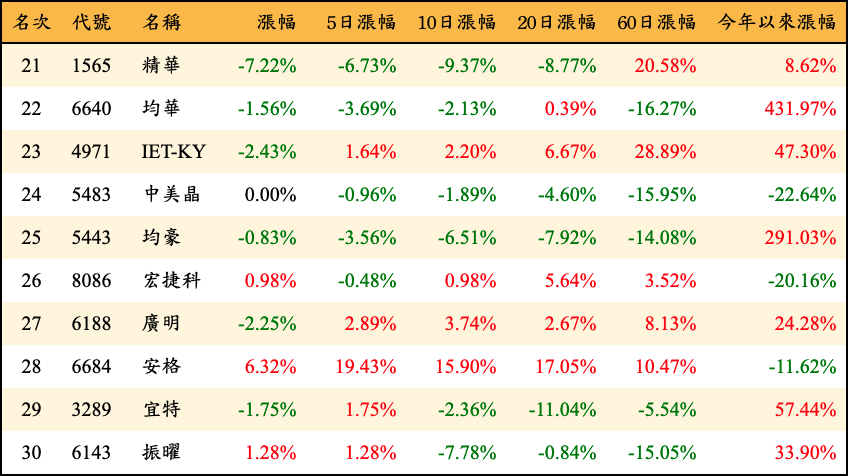 名次 代號 名稱 漲幅 5日漲幅 10日漲幅 20日漲幅 60日漲幅 今年以來漲幅
21 1565 精華 -7.22% -6.73% -9.37% -8.77% 20.58% 8.62%
22 6640 均華 -1.56% -3.69% -2.13% 0.39% -16.27% 431.97%
23 4971 IET-KY -2.43% 1.64% 2.20% 6.67% 28.89% 47.30%
24 5483 中美晶 0.00% -0.96% -1.89% -4.60% -15.95% -22.64%
25 5443 均豪 -0.83% -3.56% -6.51% -7.92% -14.08% 291.03%
26 8086 宏捷科 0.98% -0.48% 0.98% 5.64% 3.52% -20.16%
27 6188 廣明 -2.25% 2.89% 3.74% 2.67% 8.13% 24.28%
28 6684 安格 6.32% 19.43% 15.90% 17.05% 10.47% -11.62%
29 3289 宜特 -1.75% 1.75% -2.36% -11.04% -5.54% 57.44%
30 6143 振曜 1.28% 1.28% -7.78% -0.84% -15.05% 33.90%